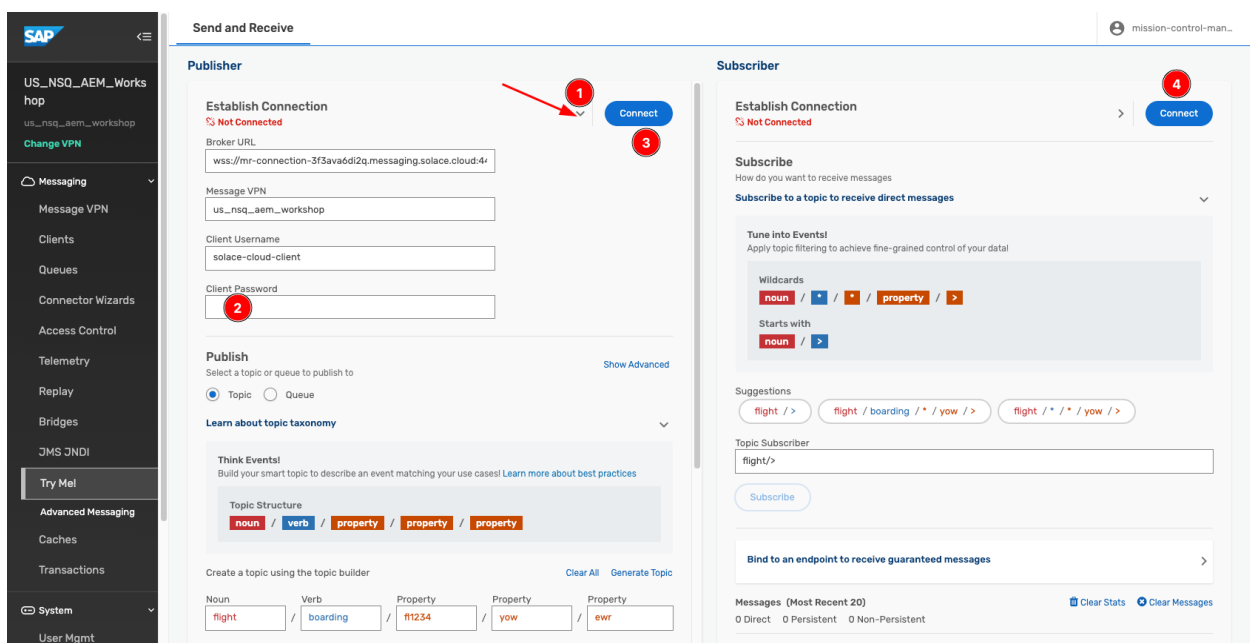 SAP
US_NSQ_AEM_Works
hop
us_nsq_aem_workshop
Change VPN
Messaging
Message VPN
Clients
Queues
Connector Wizards
Access Control
Telemetry
Replay
Bridges
JMS JNDI
Try Me!
Advanced Messaging
Caches
Transactions
System
User Mgmt
Send and Receive
mission-control-man...
Publisher
Establish Connection
Not Connected
1
Connect
3
Broker URL
wss://mr-connection-3f3ava6di2q.messaging.solace.cloud:44
Message VPN
us_nsq_aem_workshop
Client Username
solace-cloud-client
Client Password
2
Publish
Select a topic or queue to publish to
Show Advanced
Topic Queue
Learn about topic taxonomy
Think Events!
Build your smart topic to describe an event matching your use cases! Learn more about best practices
Topic Structure
noun / verb / property / property / property
Create a topic using the topic builder
Clear All Generate Topic
Noun Verb Property Property Property
flight / boarding / fl1234 / yow / ewr
Subscriber
4
Establish Connection
Not Connected
Connect
Subscribe
How do you want to receive messages
Subscribe to a topic to receive direct messages
Tune into Events!
Apply topic filtering to achieve fine-grained control of your data!
Wildcards
noun / * / * / property / >
Starts with
noun / >
Suggestions
flight / > flight / boarding / * / yow / > flight / * / * / yow / >
Topic Subscriber
flight/>
Subscribe
Bind to an endpoint to receive guaranteed messages
Messages (Most Recent 20)
Clear Stats Clear Messages
0 Direct 0 Persistent 0 Non-Persistent